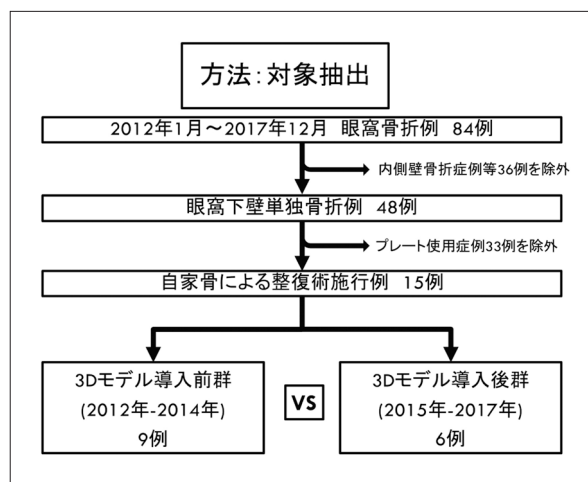 方法：対象抽出
2012年1月～2017年12月 眼窩骨折例 84例
内側壁骨折症例等36例を除外
眼窩下壁単独骨折例 48例
プレート使用症例33例を除外
自家骨による整復術施行例 15例
3Dモデル導入前群
(2012年-2014年)
9例
VS
3Dモデル導入後群
(2015年-2017年)
6例